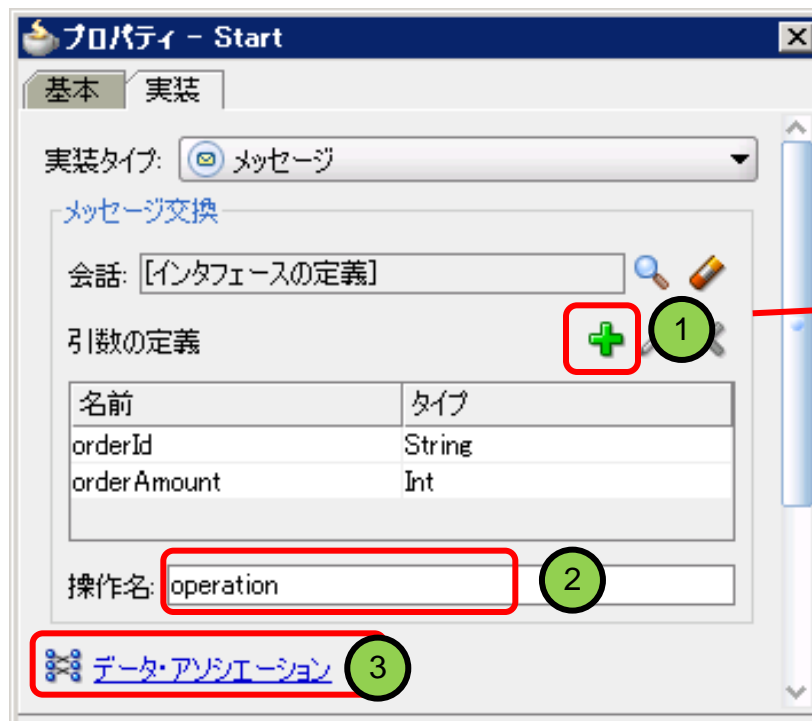 プロパティ - Start
基本 実装
実装タイプ: メッセージ
メッセージ交換
会話: [インタフェースの定義]
引数の定義 1
名前 タイプ
orderId String
orderAmount Int
操作名: operation 2
データ・アソシエーション 3